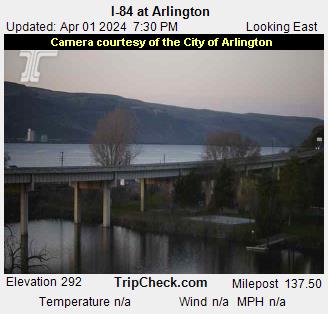 I-84 at Arlington
Updated: Apr 01 2024 7:30 PM Looking East
Camera courtesy of the City of Arlington
Elevation 292 TripCheck.com Milepost 137.50
Temperature n/a Wind n/a MPH n/a